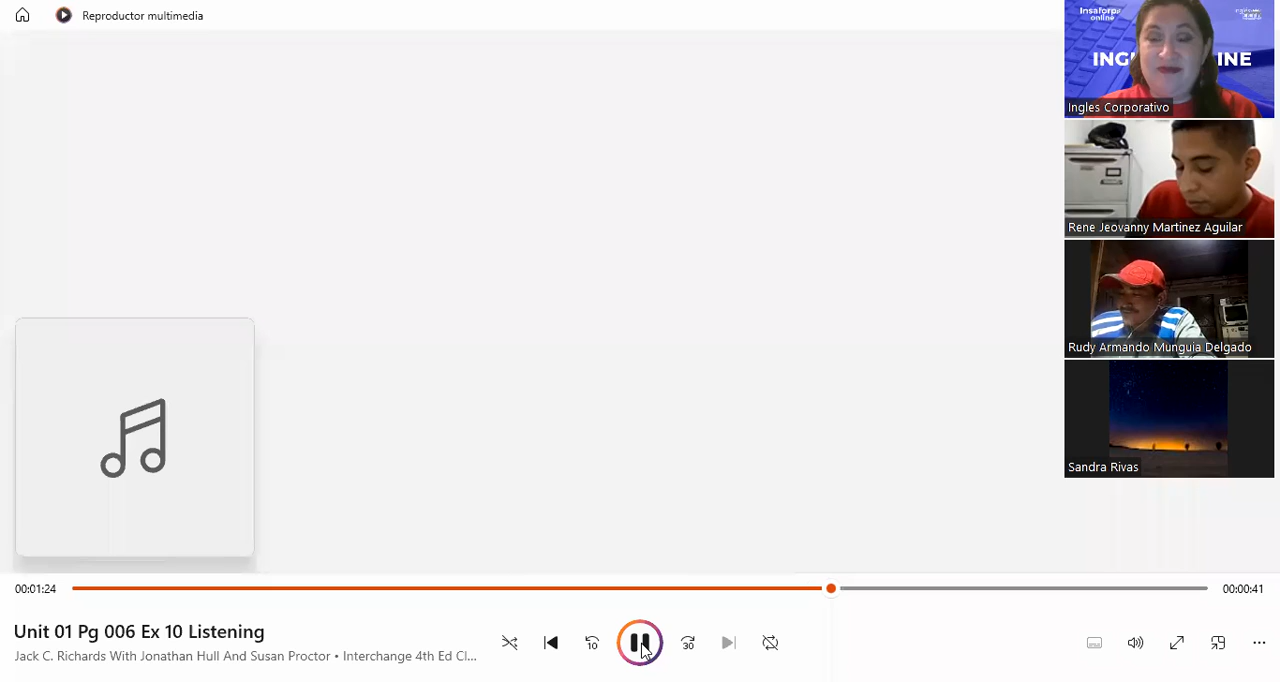 Reproductor multimedia
Insaforp
online
INGL INE
Ingles Corporativo
Rene Jeovanny Martinez Aguilar
Rudy Armando Munguia Delgado
Sandra Rivas
00:01:24
00:00:41
Unit 01 Pg 006 Ex 10 Listening
Jack C. Richards With Jonathan Hull And Susan Proctor • Interchange 4th Ed Cl...
10
30